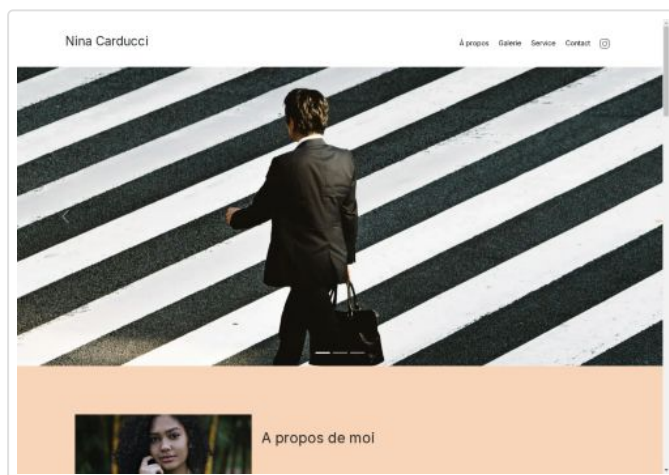 Nina Carducci
À propos Galerie Service Contact
A propos de moi